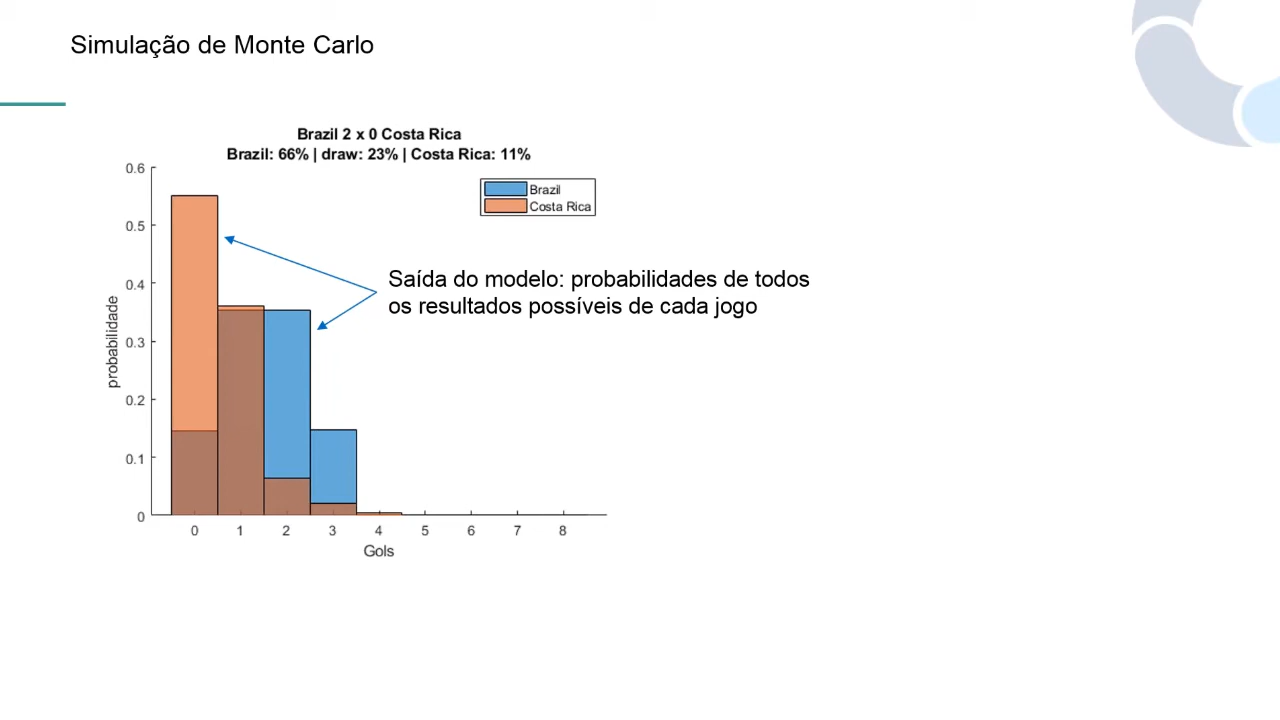 Simulação de Monte Carlo
Brazil 2 x 0 Costa Rica
Brazil: 66% | draw: 23% | Costa Rica: 11%
Brazil
Costa Rica
Saída do modelo: probabilidades de todos
os resultados possíveis de cada jogo
probabilidade
0.6
0.5
0.4
0.3
0.2
0.1
0
0 1 2 3 4 5 6 7 8
Gols